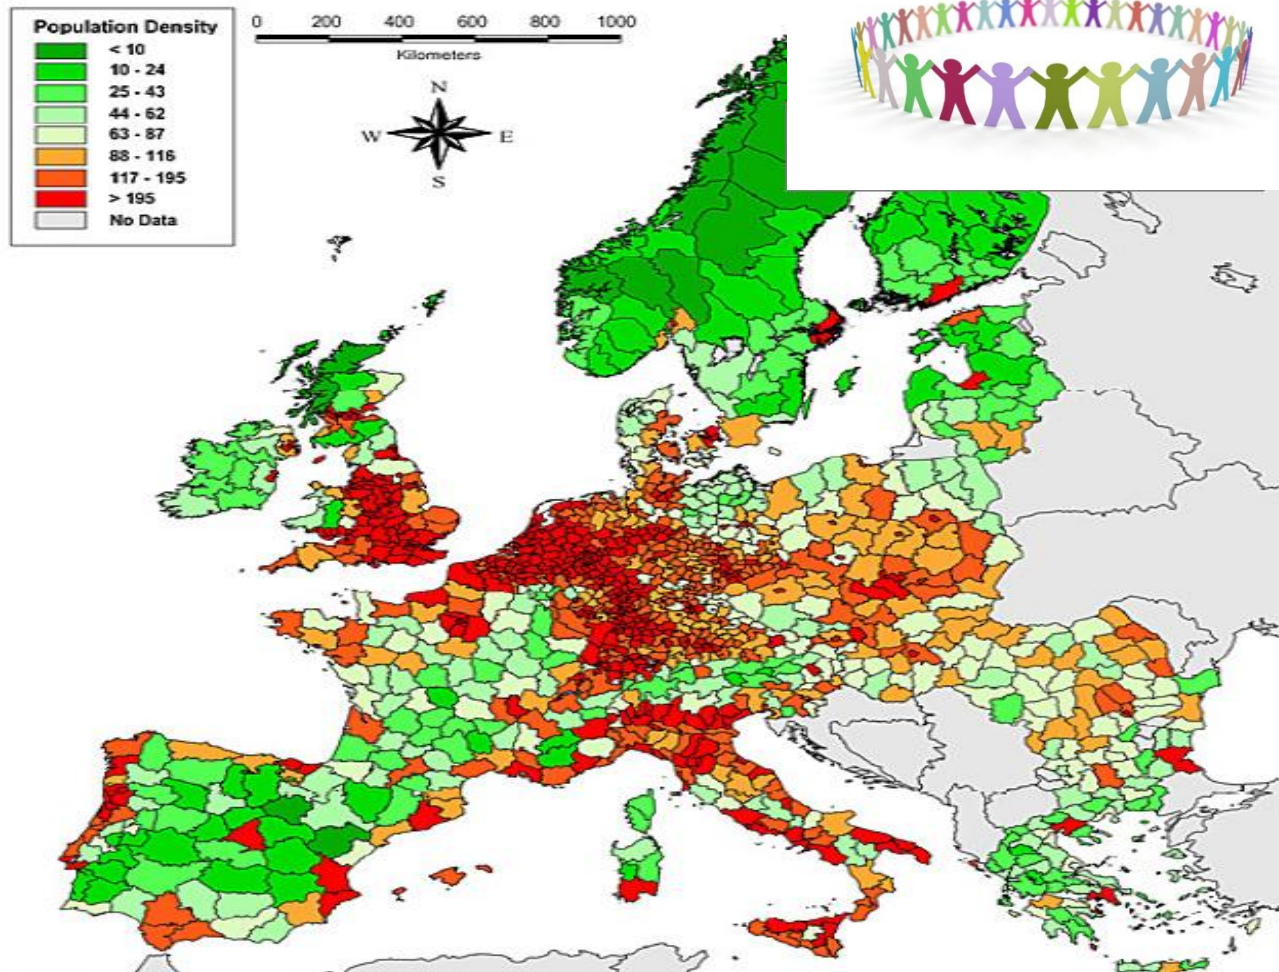 Population Density
< 10
10 - 24
25 - 43
44 - 62
63 - 87
88 - 116
117 - 195
> 195
No Data
0 200 400 600 800 1000
Kilometers
N
W E
S